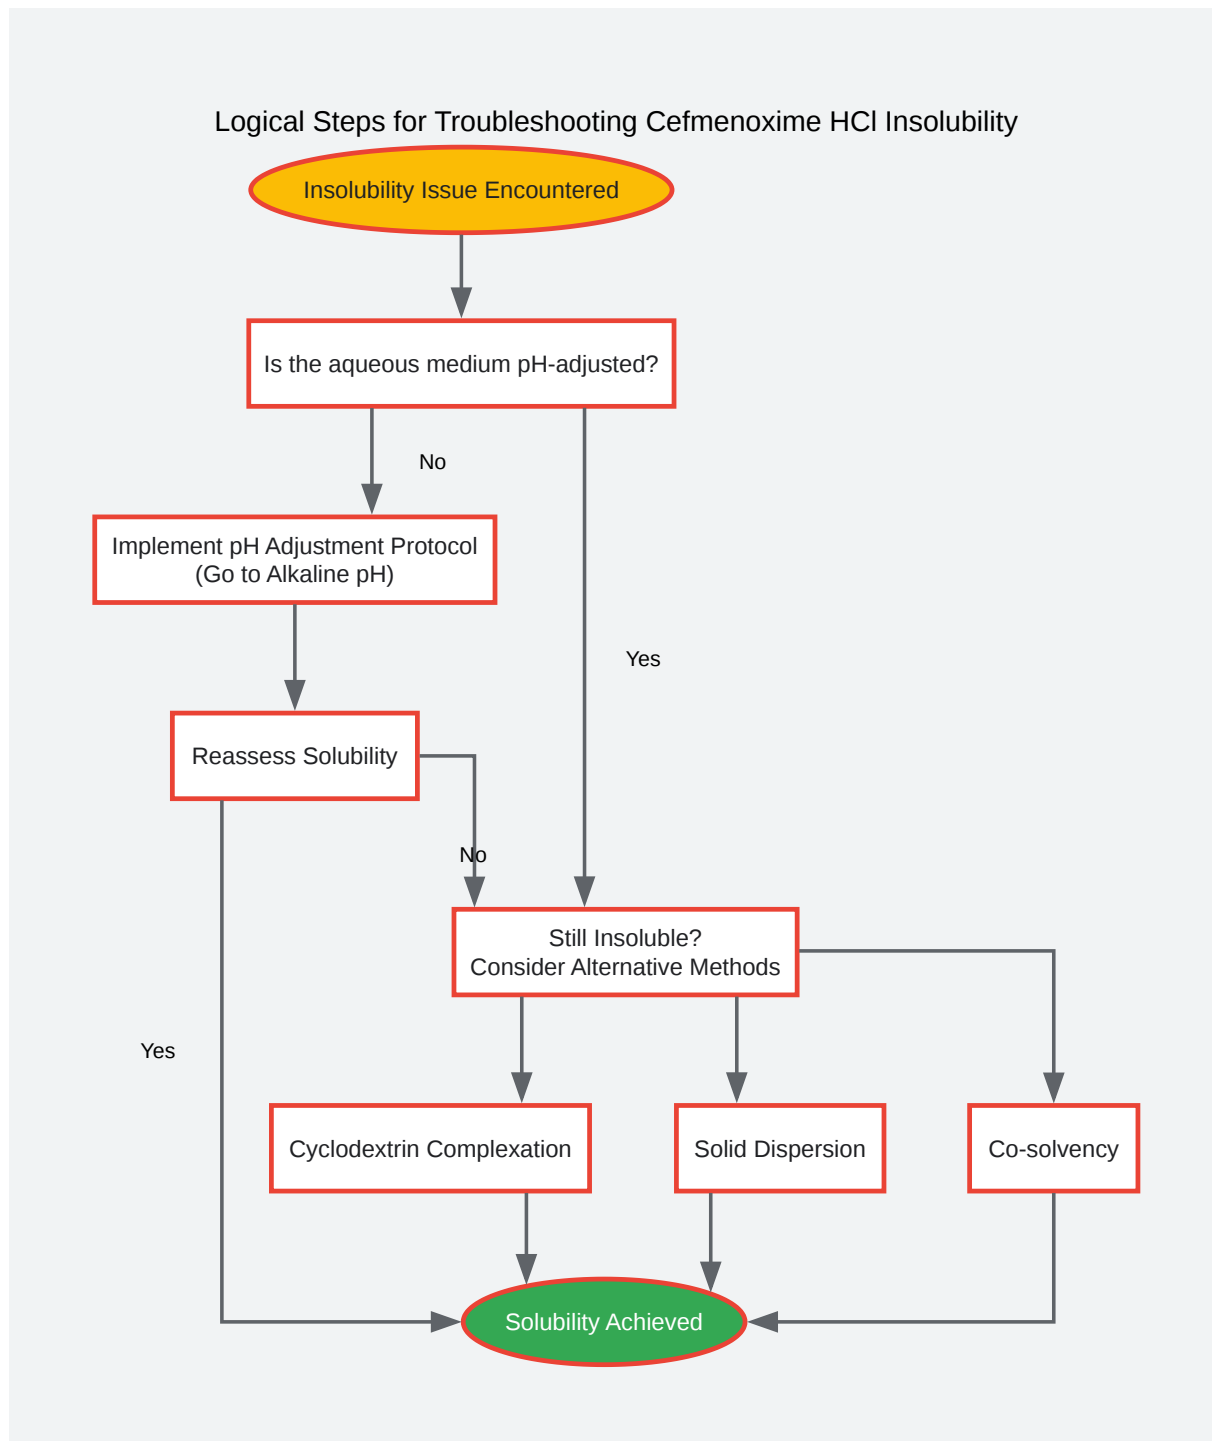 Logical Steps for Troubleshooting Cefmenoxime HCl Insolubility
Insolubility Issue Encountered
Is the aqueous medium pH-adjusted?
No
Implement pH Adjustment Protocol
(Go to Alkaline pH)
Yes
Reassess Solubility
No
Still Insoluble?
Consider Alternative Methods
Yes
Cyclodextrin Complexation
Solid Dispersion
Co-solvency
Solubility Achieved